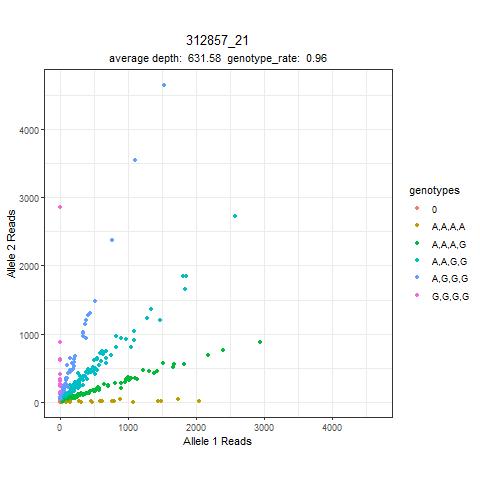 312857_21
average depth: 631.58 genotype_rate: 0.96
Allele 2 Reads
4000
3000
2000
1000
0
0 1000 2000 3000 4000
Allele 1 Reads
genotypes
0
A,A,A,A
A,A,A,G
A,A,G,G
A,G,G,G
G,G,G,G